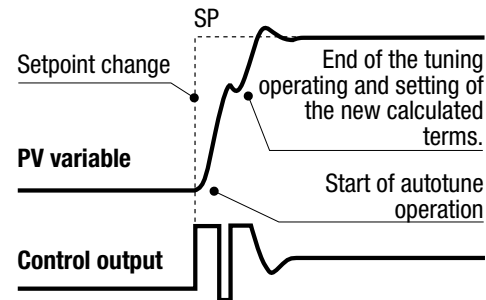 SP
Setpoint change
End of the tuning
operating and setting of
the new calculated
terms.
PV variable
Start of autotune
operation
Control output